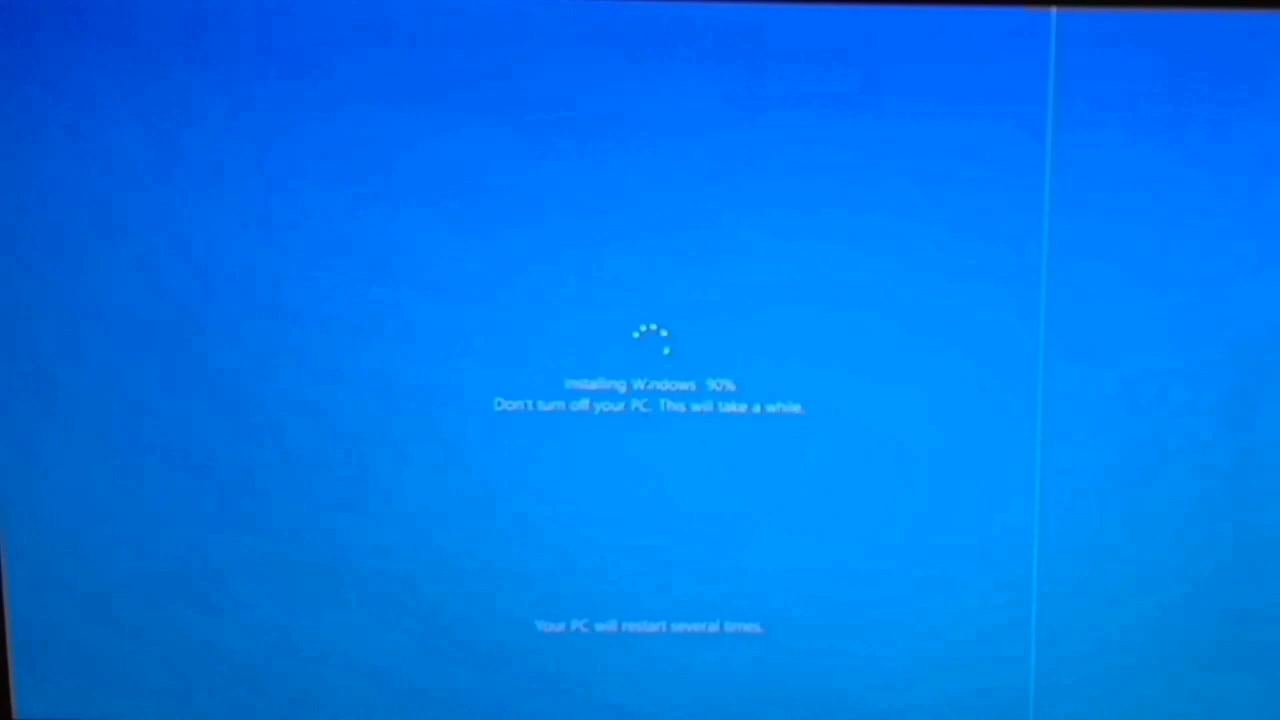 Installing Windows 90%
Don't turn off your PC. This will take a while.
Your PC will restart several times.